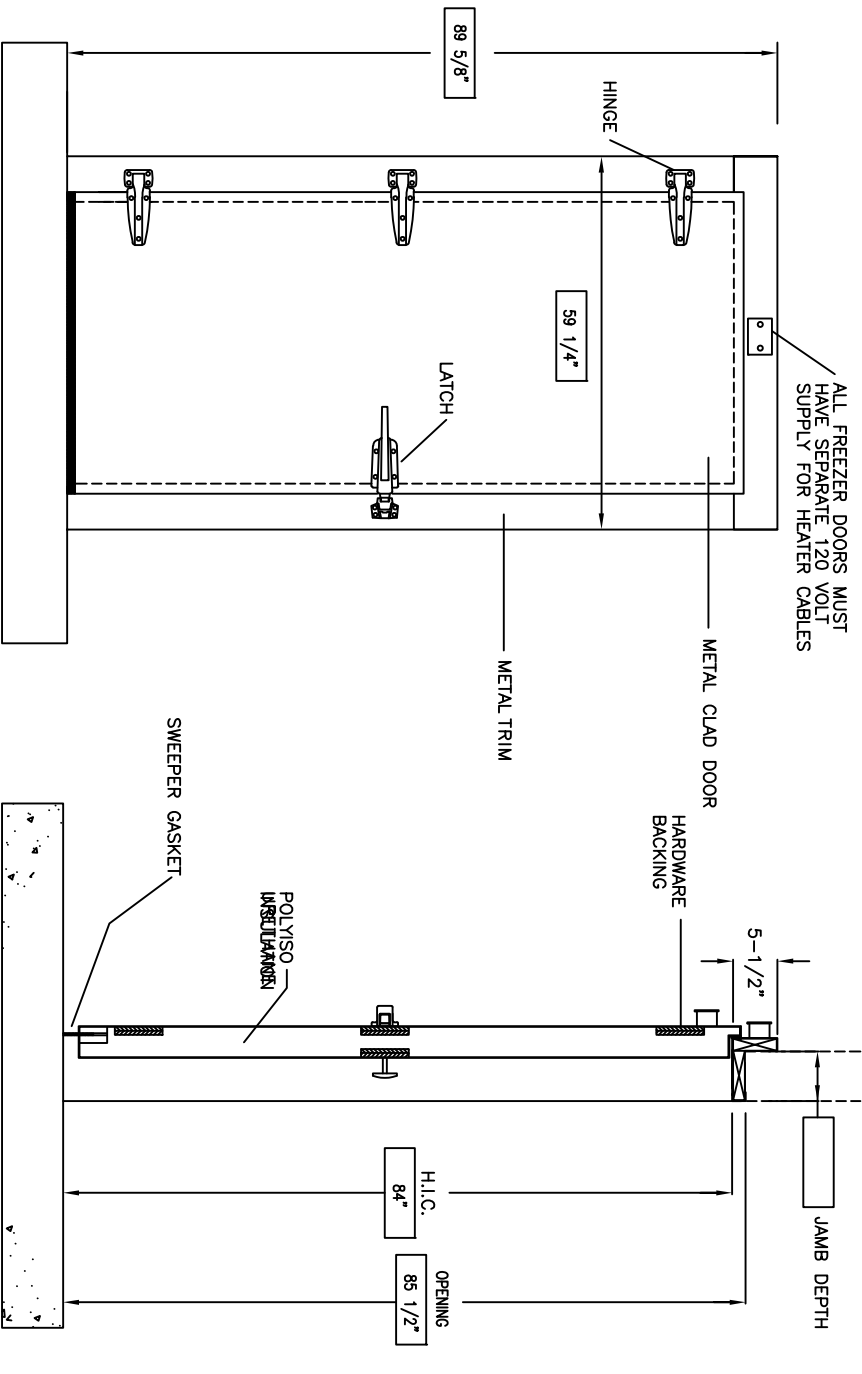 89 5/8"
HINGE
59 1/4"
LATCH
ALL FREEZER DOORS MUST
HAVE SEPARATE 120 VOLT
SUPPLY FOR HEATER CABLES
METAL CLAD DOOR
METAL TRIM
SWEEPER GASKET
POLYISO
HARDWARE
BACKING
5-1/2"
JAMB DEPTH
H.I.C.
84"
OPENING
85 1/2"